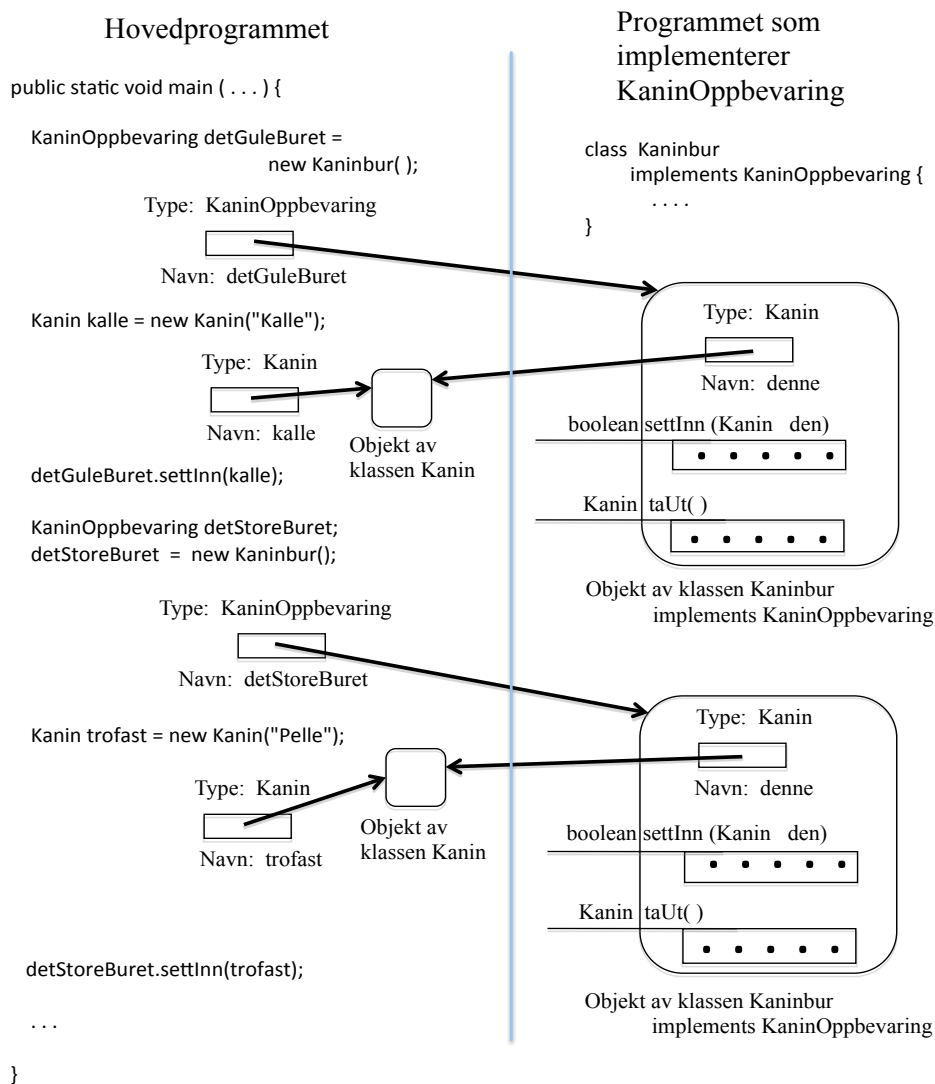 Hovedprogrammet
public static void main ( . . . ) {
KaninOppbevaring detGuleBuret =
new Kaninbur( );
Type: KaninOppbevaring
Navn: detGuleBuret
Kanin kalle = new Kanin("Kalle");
Type: Kanin
Navn: kalle
Objekt av
klassen Kanin
detGuleBuret.settInn(kalle);
KaninOppbevaring detStoreBuret;
detStoreBuret = new Kaninbur();
Type: KaninOppbevaring
Navn: detStoreBuret
Kanin trofast = new Kanin("Pelle");
Type: Kanin
Navn: trofast
Objekt av
klassen Kanin
detStoreBuret.settInn(trofast);
. . .
}
Programmet som
implementerer
KaninOppbevaring
class Kaninbur
implements KaninOppbevaring {
. . . .
}
Type: Kanin
Navn: denne
boolean settInn (Kanin den)
Kanin taUt( )
Objekt av klassen Kaninbur
implements KaninOppbevaring
Type: Kanin
Navn: denne
boolean settInn (Kanin den)
Kanin taUt( )
Objekt av klassen Kaninbur
implements KaninOppbevaring